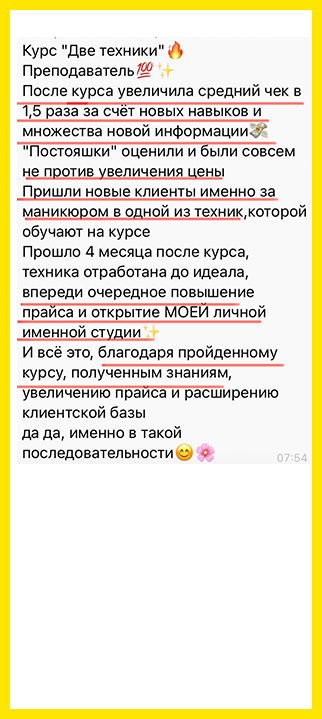 Курс "Две техники"🔥
Преподаватель💯✨
После курса увеличила средний чек в
1,5 раза за счёт новых навыков и
множества новой информации💸
"Постояшки" оценили и были совсем
не против увеличения цены
Пришли новые клиенты именно за
маникюром в одной из техник,которой
обучают на курсе
Прошло 4 месяца после курса,
техника отработана до идеала,
впереди очередное повышение
прайса и открытие МОЕЙ личной
именной студии✨
И всё это, благодаря пройденному
курсу, полученным знаниям,
увеличению прайса и расширению
клиентской базы
да да, именно в такой
последовательности😊🌸
07:54